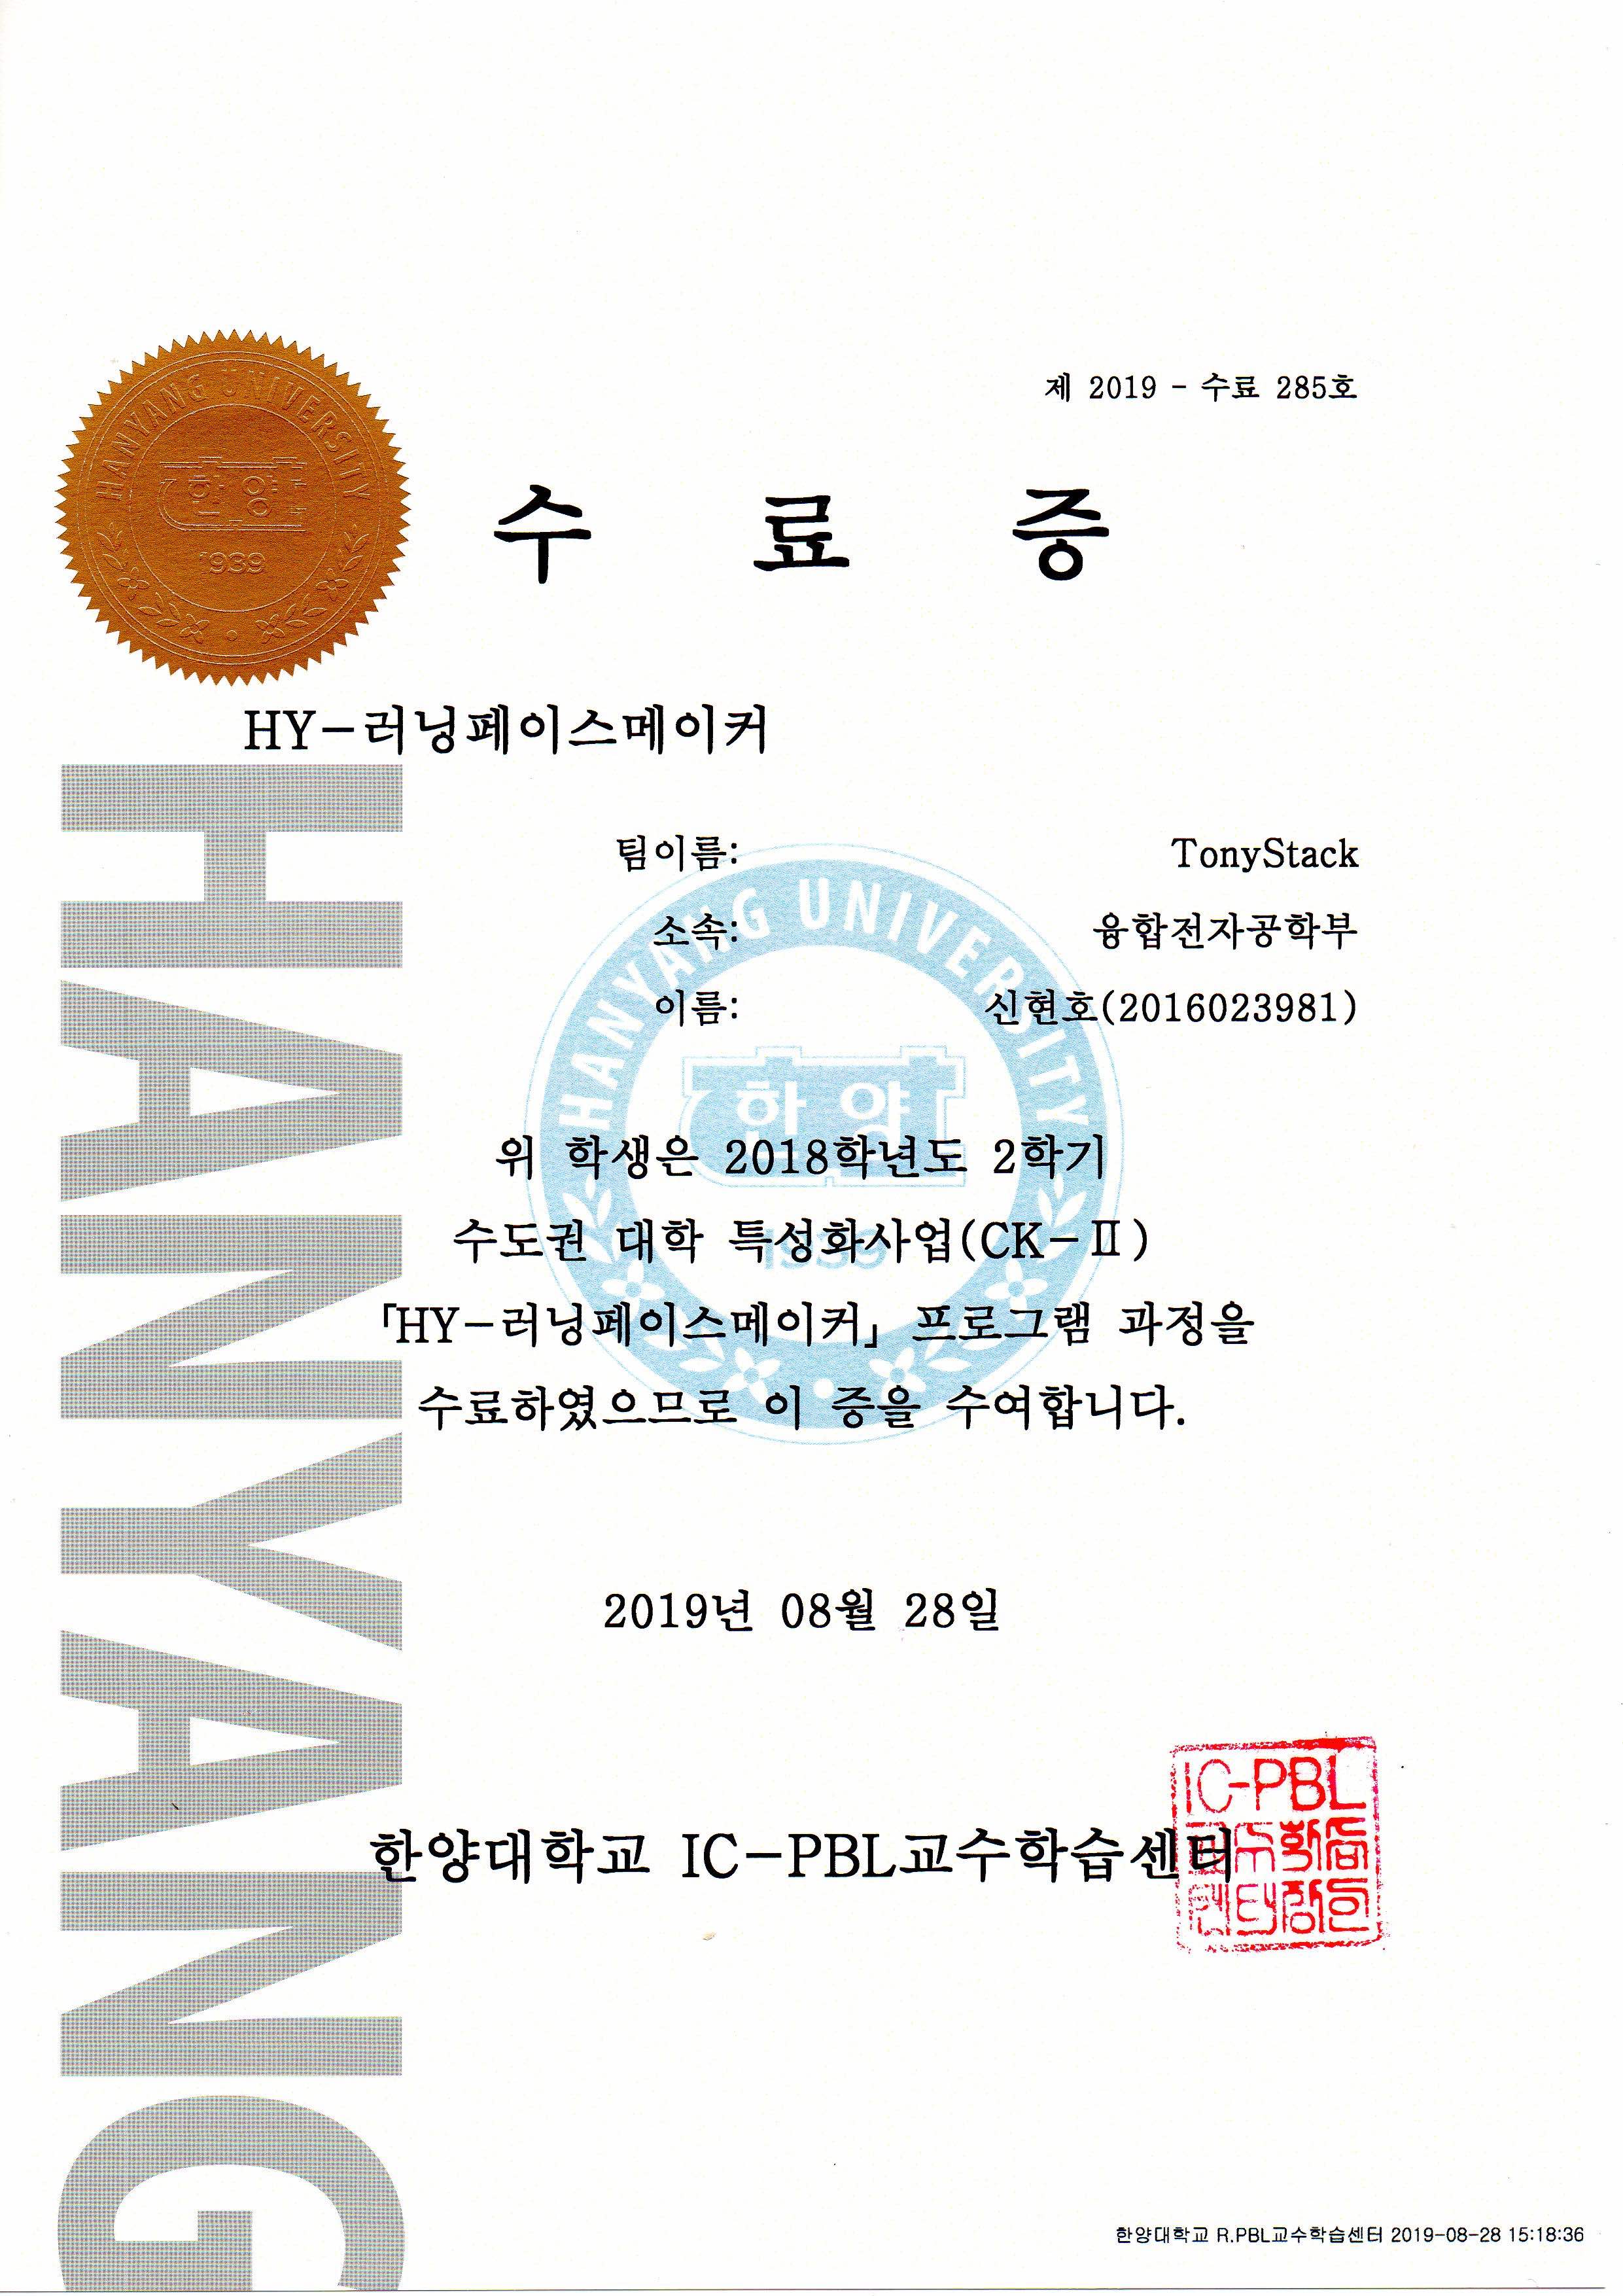 제 2019 - 수료 285호
HANYANG UNIVERSITY
한양
1939
수 료 증
HY-러닝페이스메이커
팀이름: TonyStack
소속: 융합전자공학부
이름: 신현호(2016023981)
HANYANG UNIVERSITY
한양
1939
위 학생은 2018학년도 2학기
수도권 대학 특성화사업(CK-Ⅱ)
「HY-러닝페이스메이커」 프로그램 과정을
수료하였으므로 이 증을 수여합니다.
2019년 08월 28일
한양대학교 IC-PBL교수학습센터
IC-PBL
HANYANG
한양대학교 R.PBL교수학습센터 2019-08-28 15:18:36